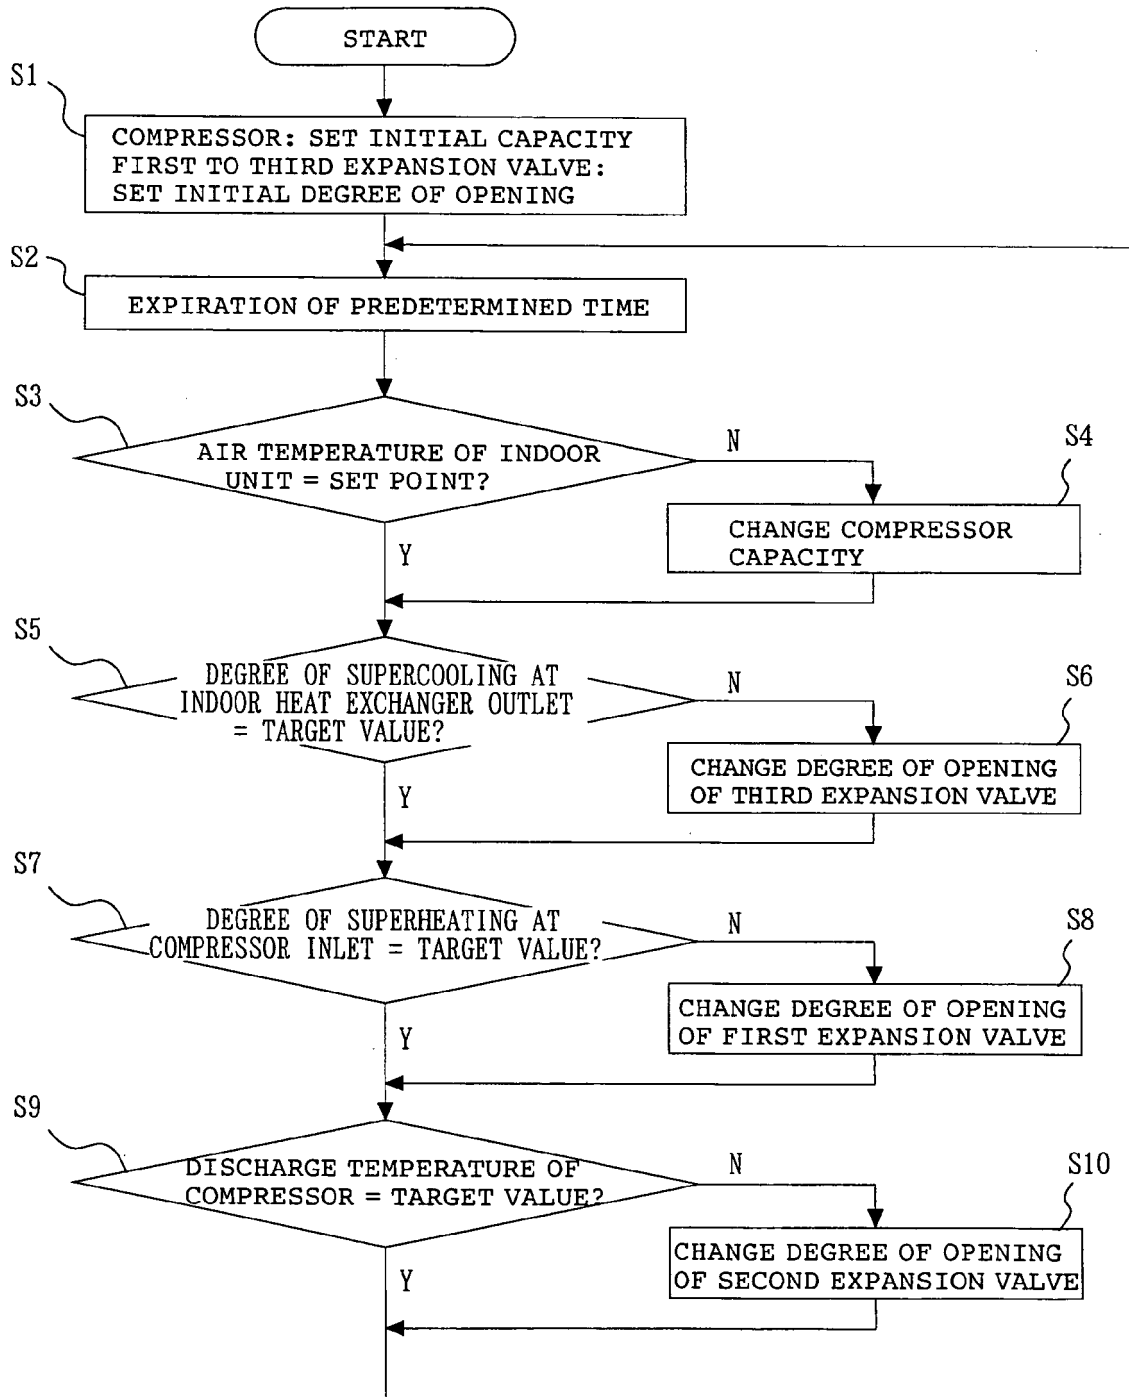 START
S1
COMPRESSOR: SET INITIAL CAPACITY
FIRST TO THIRD EXPANSION VALVE:
SET INITIAL DEGREE OF OPENING
S2
EXPIRATION OF PREDETERMINED TIME
S3
AIR TEMPERATURE OF INDOOR
UNIT = SET POINT?
N
S4
CHANGE COMPRESSOR
CAPACITY
Y
S5
DEGREE OF SUPERCOOLING AT
INDOOR HEAT EXCHANGER OUTLET
= TARGET VALUE?
N
S6
CHANGE DEGREE OF OPENING
OF THIRD EXPANSION VALVE
Y
S7
DEGREE OF SUPERHEATING AT
COMPRESSOR INLET = TARGET VALUE?
N
S8
CHANGE DEGREE OF OPENING
OF FIRST EXPANSION VALVE
Y
S9
DISCHARGE TEMPERATURE OF
COMPRESSOR = TARGET VALUE?
N
S10
CHANGE DEGREE OF OPENING
OF SECOND EXPANSION VALVE
Y